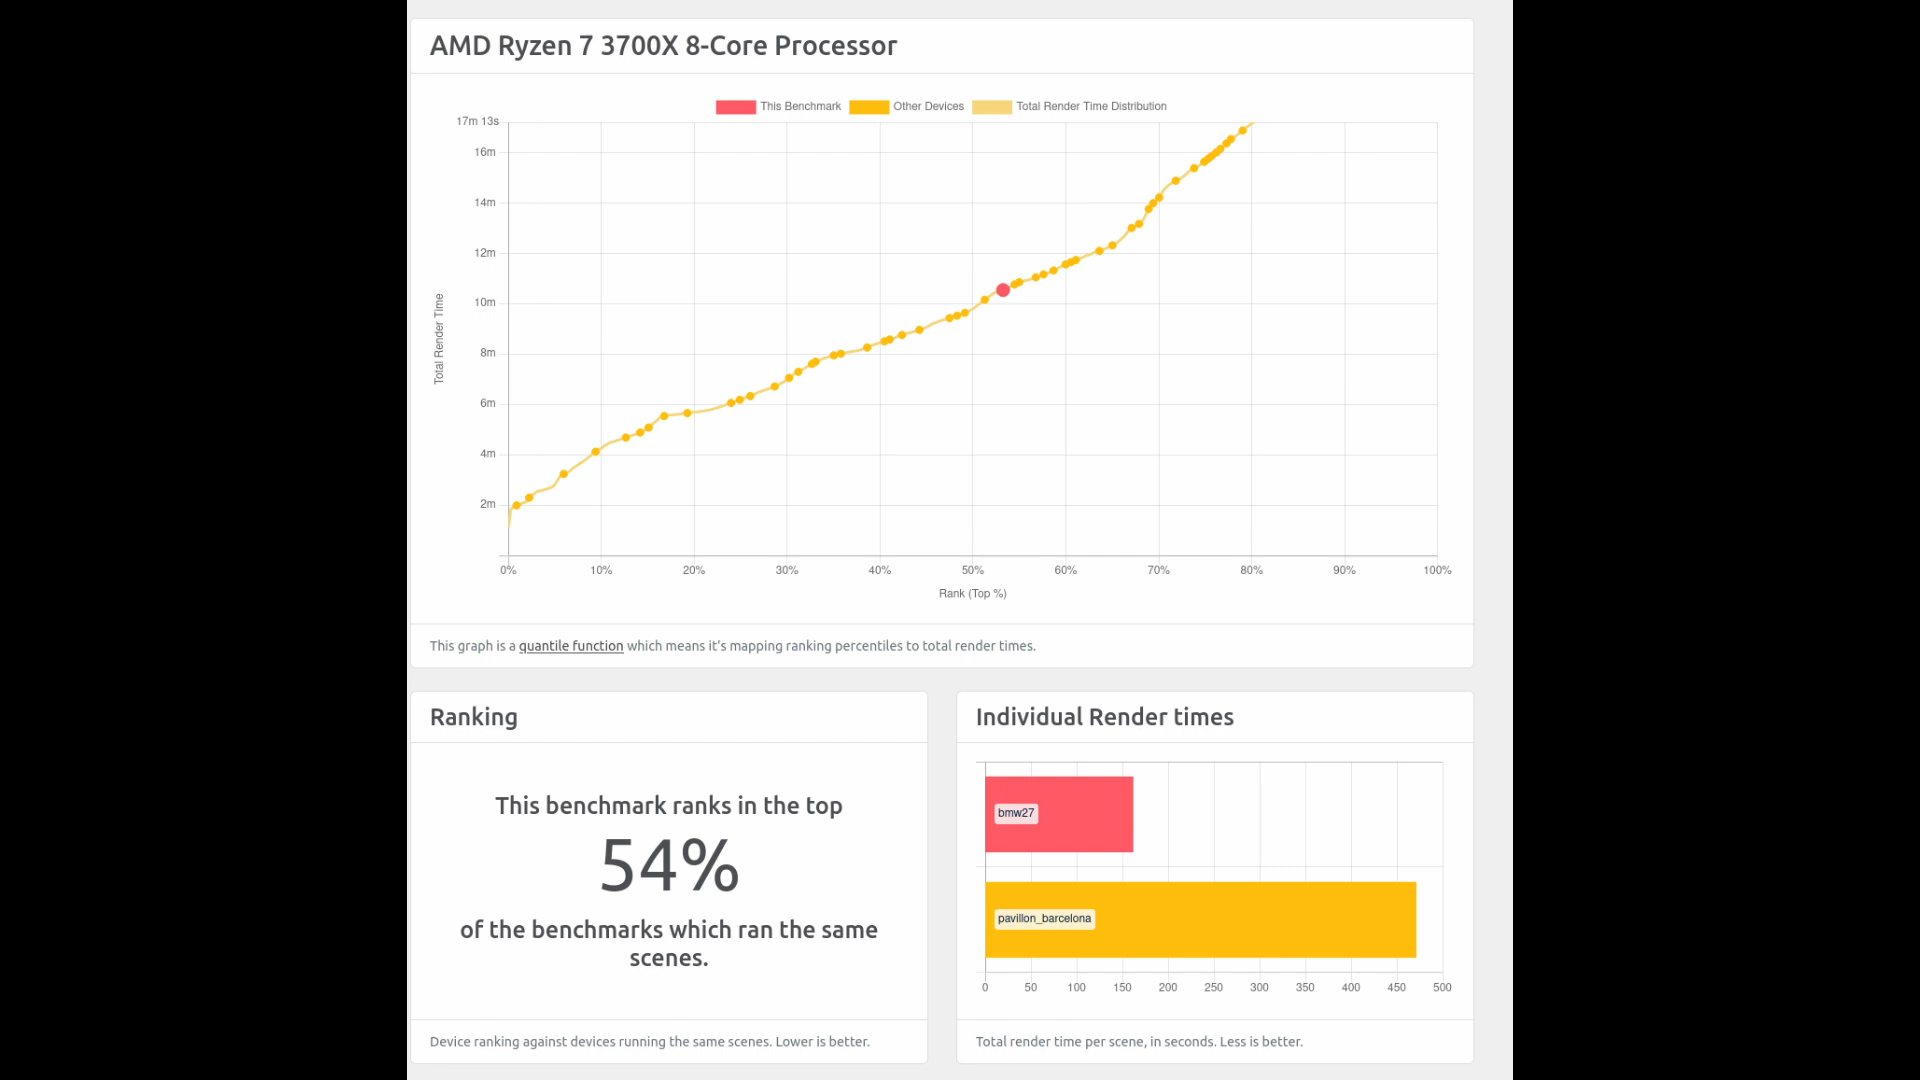 AMD Ryzen 7 3700X 8-Core Processor
This Benchmark Other Devices Total Render Time Distribution
17m 13s
16m
14m
12m
10m
8m
6m
4m
2m
Total Render Time
0% 10% 20% 30% 40% 50% 60% 70% 80% 90% 100%
Rank (Top %)
This graph is a quantile function which means it's mapping ranking percentiles to total render times.
Ranking
This benchmark ranks in the top
54%
of the benchmarks which ran the same
scenes.
Device ranking against devices running the same scenes. Lower is better.
Individual Render times
bmw27
pavillon_barcelona
0 50 100 150 200 250 300 350 400 450 500
Total render time per scene, in seconds. Less is better.